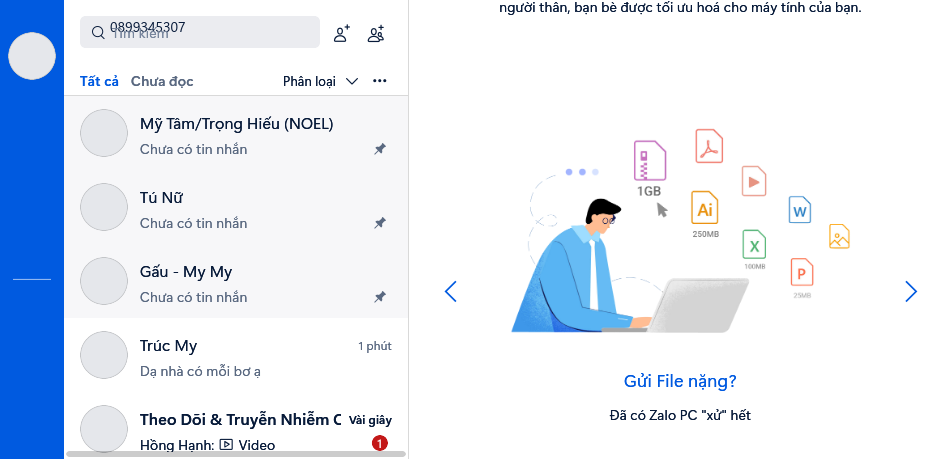 người thân, bạn bè được tối ưu hoá cho máy tính của bạn.
0899345307
Tìm kiếm
Tất cả
Chưa đọc
Phân loại
Mỹ Tâm/Trọng Hiếu (NOEL)
Chưa có tin nhắn
Tú Nữ
Chưa có tin nhắn
Gấu - My My
Chưa có tin nhắn
Trúc My
1 phút
Dạ nhà có mỗi bơ ạ
Theo Dõi & Truyễn Nhiễm C
Vài giây
Hồng Hạnh: Video
1
1GB
Ai
250MB
W
X
100MB
P
25MB
Gửi File nặng?
Đã có Zalo PC "xử" hết